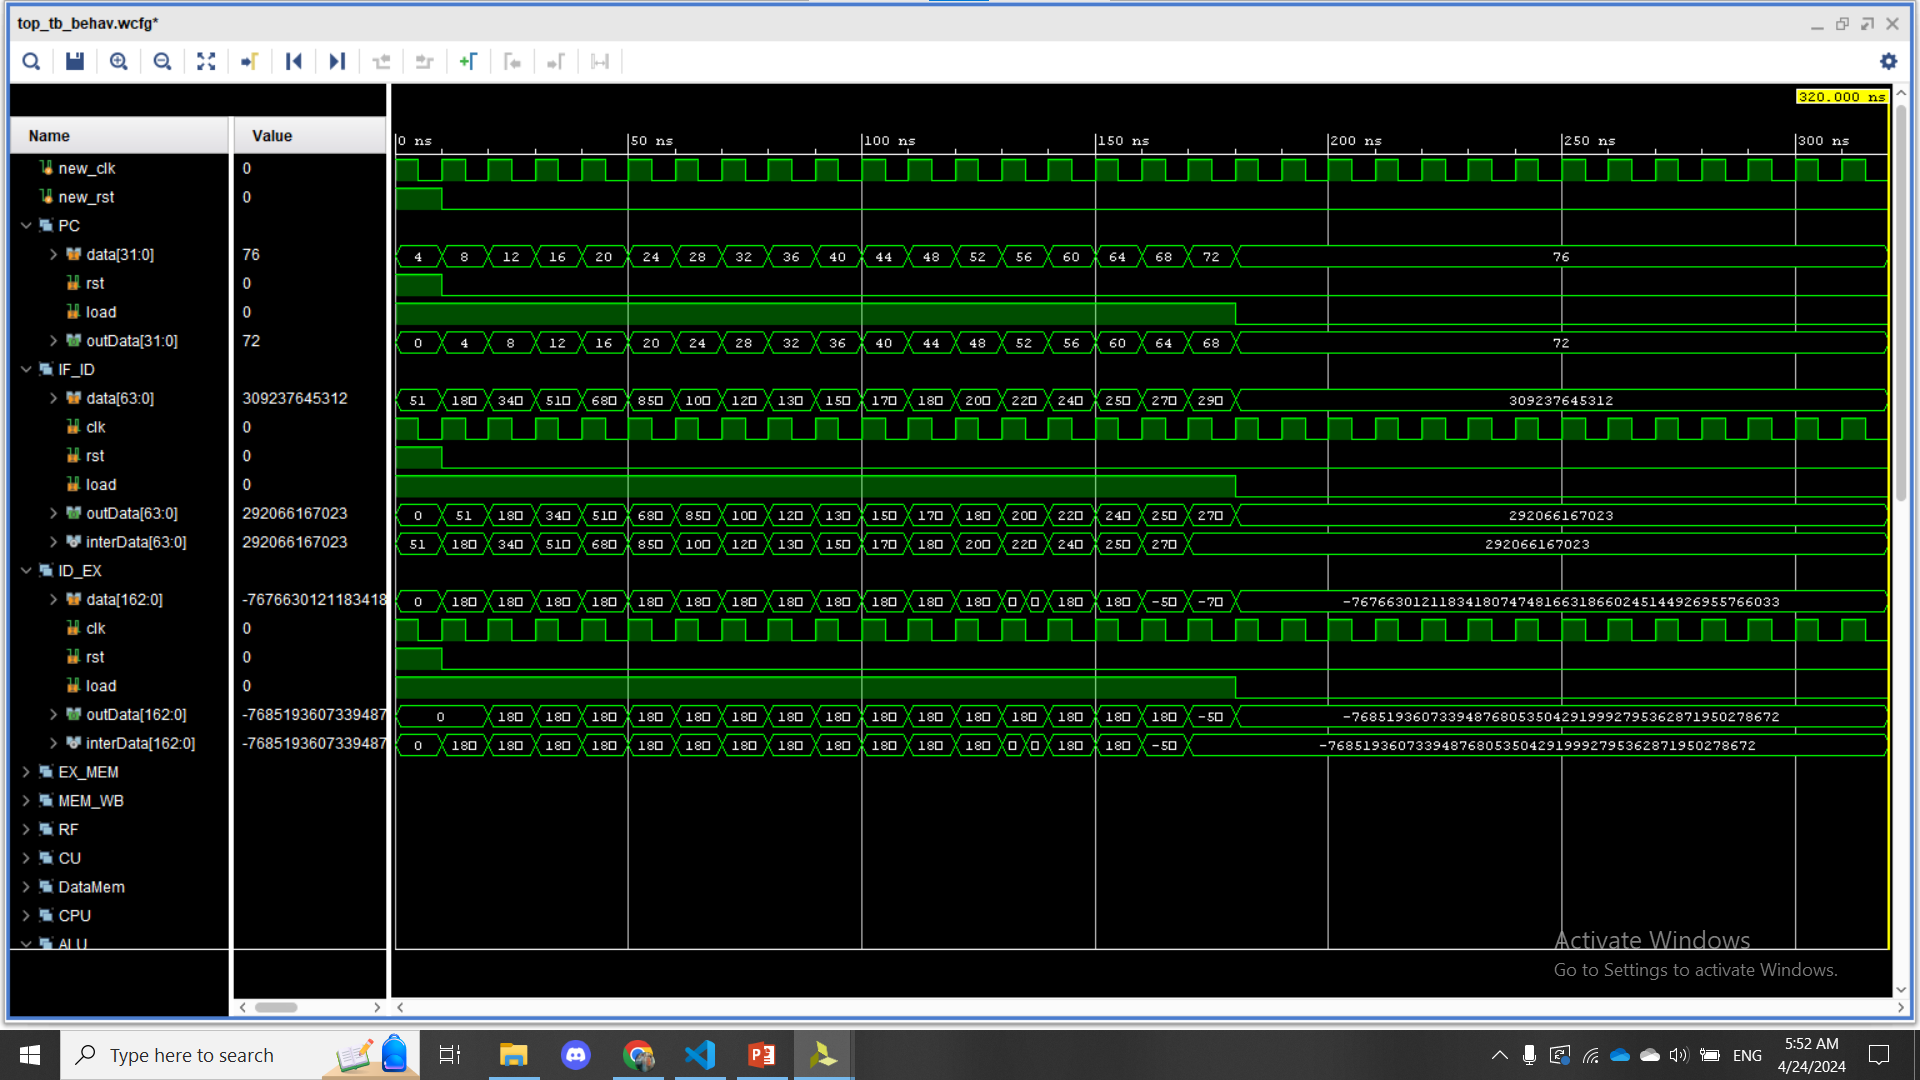 top_tb_behav.wcfg*
320.000 ns
Name Value
0 ns 50 ns 100 ns 150 ns 200 ns 250 ns 300 ns
new_clk 0
new_rst 0
PC
data[31:0] 76 4 8 12 16 20 24 28 32 36 40 44 48 52 56 60 64 68 72 76
rst 0
load 0
outData[31:0] 72 0 4 8 12 16 20 24 28 32 36 40 44 48 52 56 60 64 68 72
IF_ID
data[63:0] 309237645312 51 18 34 51 68 85 10 12 13 15 17 18 20 22 24 25 27 29 309237645312
clk 0
rst 0
load 0
outData[63:0] 292066167023 0 51 18 34 51 68 85 10 12 13 15 17 18 20 22 24 25 27 292066167023
interData[63:0] 292066167023 51 18 34 51 68 85 10 12 13 15 17 18 20 22 24 25 27 292066167023
ID_EX
data[162:0] -7676630121183418 0 18 18 18 18 18 18 18 18 18 18 18 18 18 18 -5 -7 -767663012118341807474816631866024514492695576603​3
clk 0
rst 0
load 0
outData[162:0] -7685193607339487 0 18 18 18 18 18 18 18 18 18 18 18 18 18 18 18 -5 -76851936073394876805350429199927953628719502786​72
interData[162:0] -7685193607339487 0 18 18 18 18 18 18 18 18 18 18 18 18 18 18 -5 -76851936073394876805350429199927953628719502786​72
EX_MEM
MEM_WB
RF
CU
DataMem
CPU
ALU
Activate Windows
Go to Settings to activate Windows.
Type here to search
ENG
5:52 AM
4/24/2024